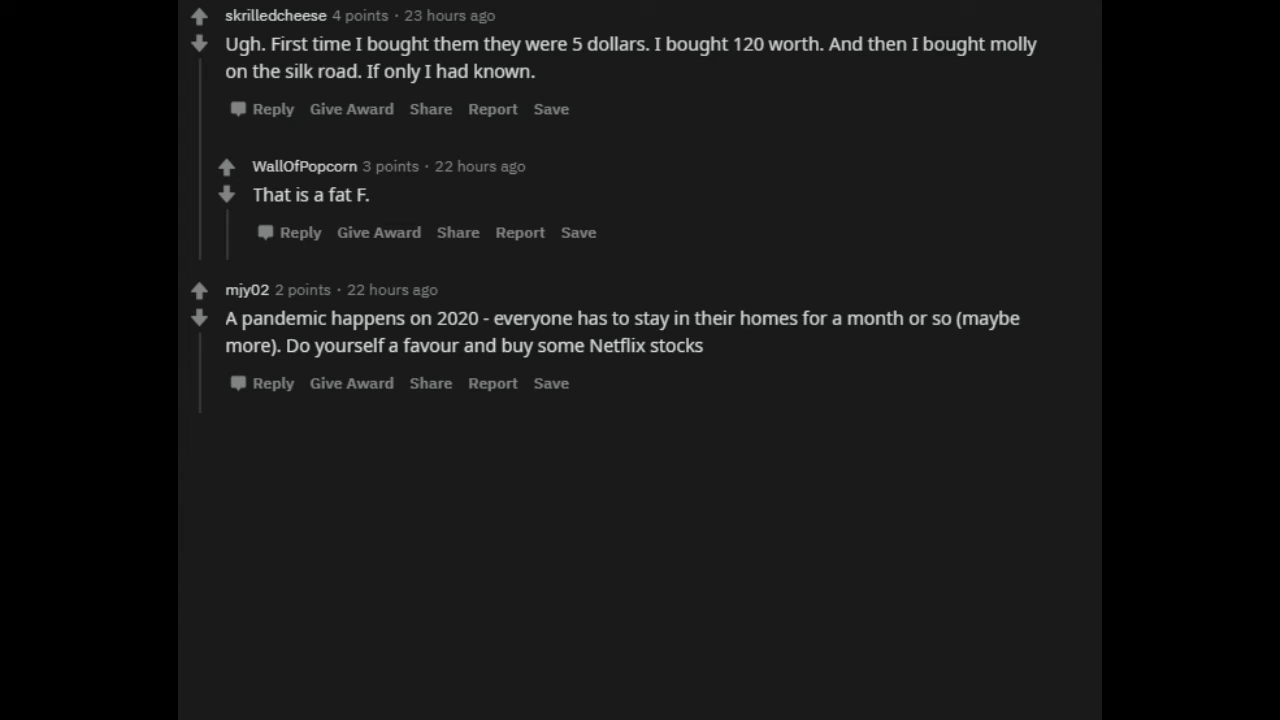 skrilledcheese 4 points · 23 hours ago
Ugh. First time I bought them they were 5 dollars. I bought 120 worth. And then I bought molly
on the silk road. If only I had known.
Reply Give Award Share Report Save
WallOfPopcorn 3 points · 22 hours ago
That is a fat F.
Reply Give Award Share Report Save
mjy02 2 points · 22 hours ago
A pandemic happens on 2020 - everyone has to stay in their homes for a month or so (maybe
more). Do yourself a favour and buy some Netflix stocks
Reply Give Award Share Report Save